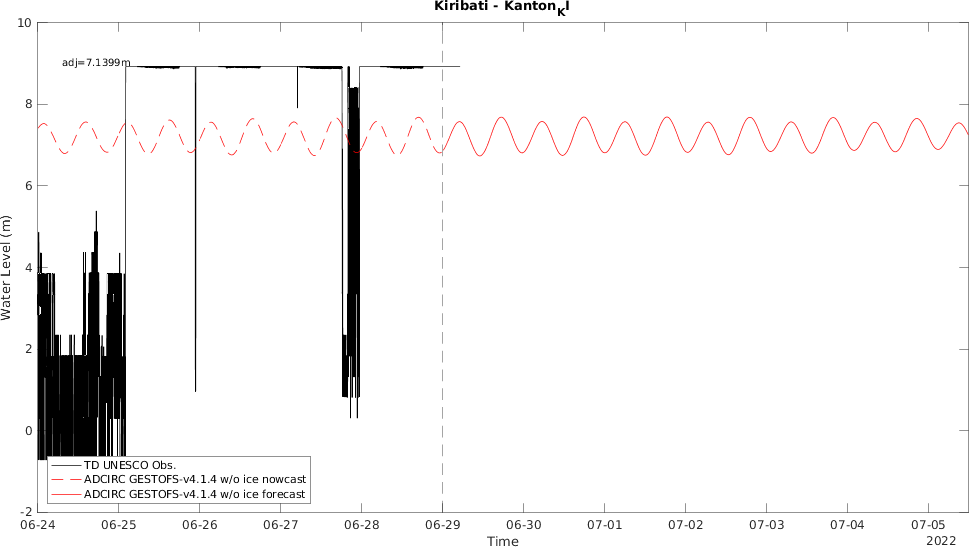 Kiribati - Kanton_KI
adj=7.1399m
10
8
6
4
2
0
-2
Water Level (m)
TD UNESCO Obs.
ADCIRC GESTOFS-v4.1.4 w/o ice nowcast
ADCIRC GESTOFS-v4.1.4 w/o ice forecast
06-24 06-25 06-26 06-27 06-28 06-29 06-30 07-01 07-02 07-03 07-04 07-05
Time
2022